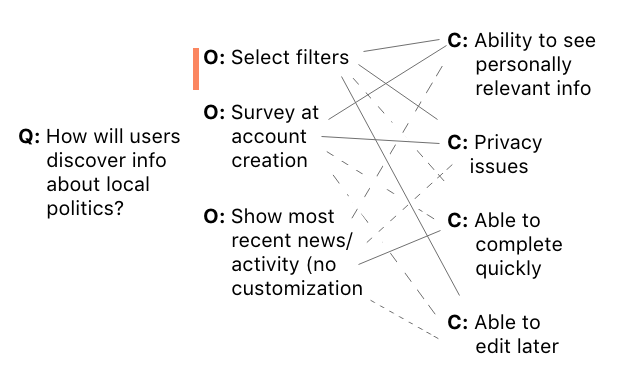 Q: How will users
discover info
about local
politics?
O: Select filters
O: Survey at
account
creation
O: Show most
recent news/
activity (no
customization
C: Ability to see
personally
relevant info
C: Privacy
issues
C: Able to
complete
quickly
C: Able to
edit later